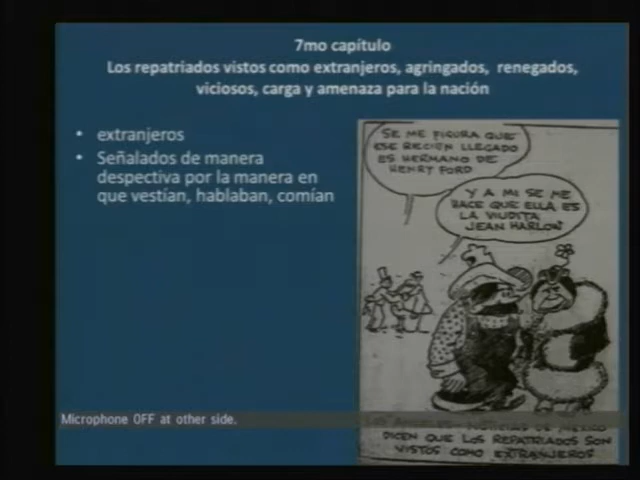 7mo capítulo
Los repatriados vistos como extranjeros, agringados, renegados,
viciosos, carga y amenaza para la nación
• extranjeros
• Señalados de manera
despectiva por la manera en
que vestían, hablaban, comían
SE ME FIGURA QUE
ESE RECIEN LLEGADO
ES HERMANO DE
HENRY FORD
Y A MI SE ME
HACE QUE ELLA ES
LA VIUDITA
JEAN HARLOW
Microphone OFF at other side.
NOTICIAS DE MEXICO
DICEN QUE LOS REPATRIADOS SON
VISTOS COMO EXTRANJEROS